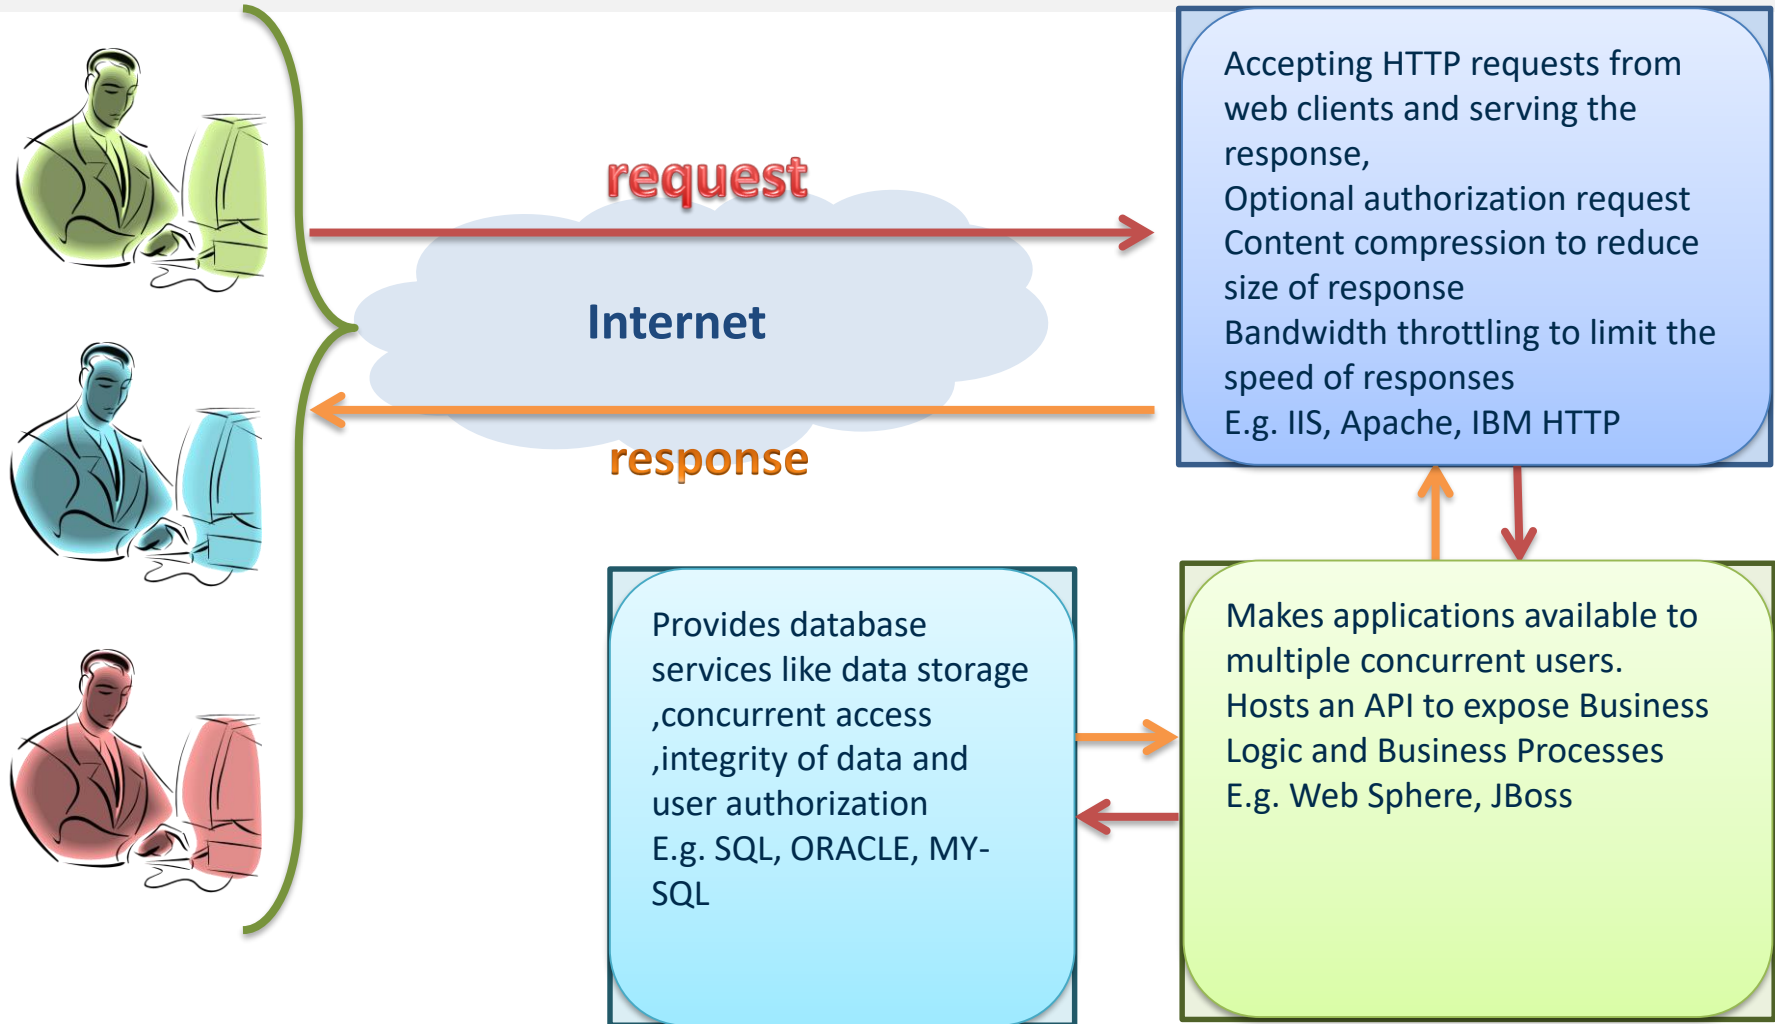 request
Internet
response
Accepting HTTP requests from
web clients and serving the
response,
Optional authorization request
Content compression to reduce
size of response
Bandwidth throttling to limit the
speed of responses
E.g. IIS, Apache, IBM HTTP
Provides database
services like data storage
,concurrent access
,integrity of data and
user authorization
E.g. SQL, ORACLE, MY-
SQL
Makes applications available to
multiple concurrent users.
Hosts an API to expose Business
Logic and Business Processes
E.g. Web Sphere, JBoss